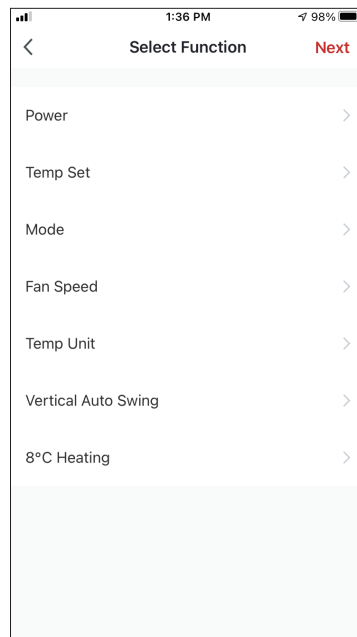 1:36 PM 98%
Select Function Next
Power
Temp Set
Mode
Fan Speed
Temp Unit
Vertical Auto Swing
8°C Heating